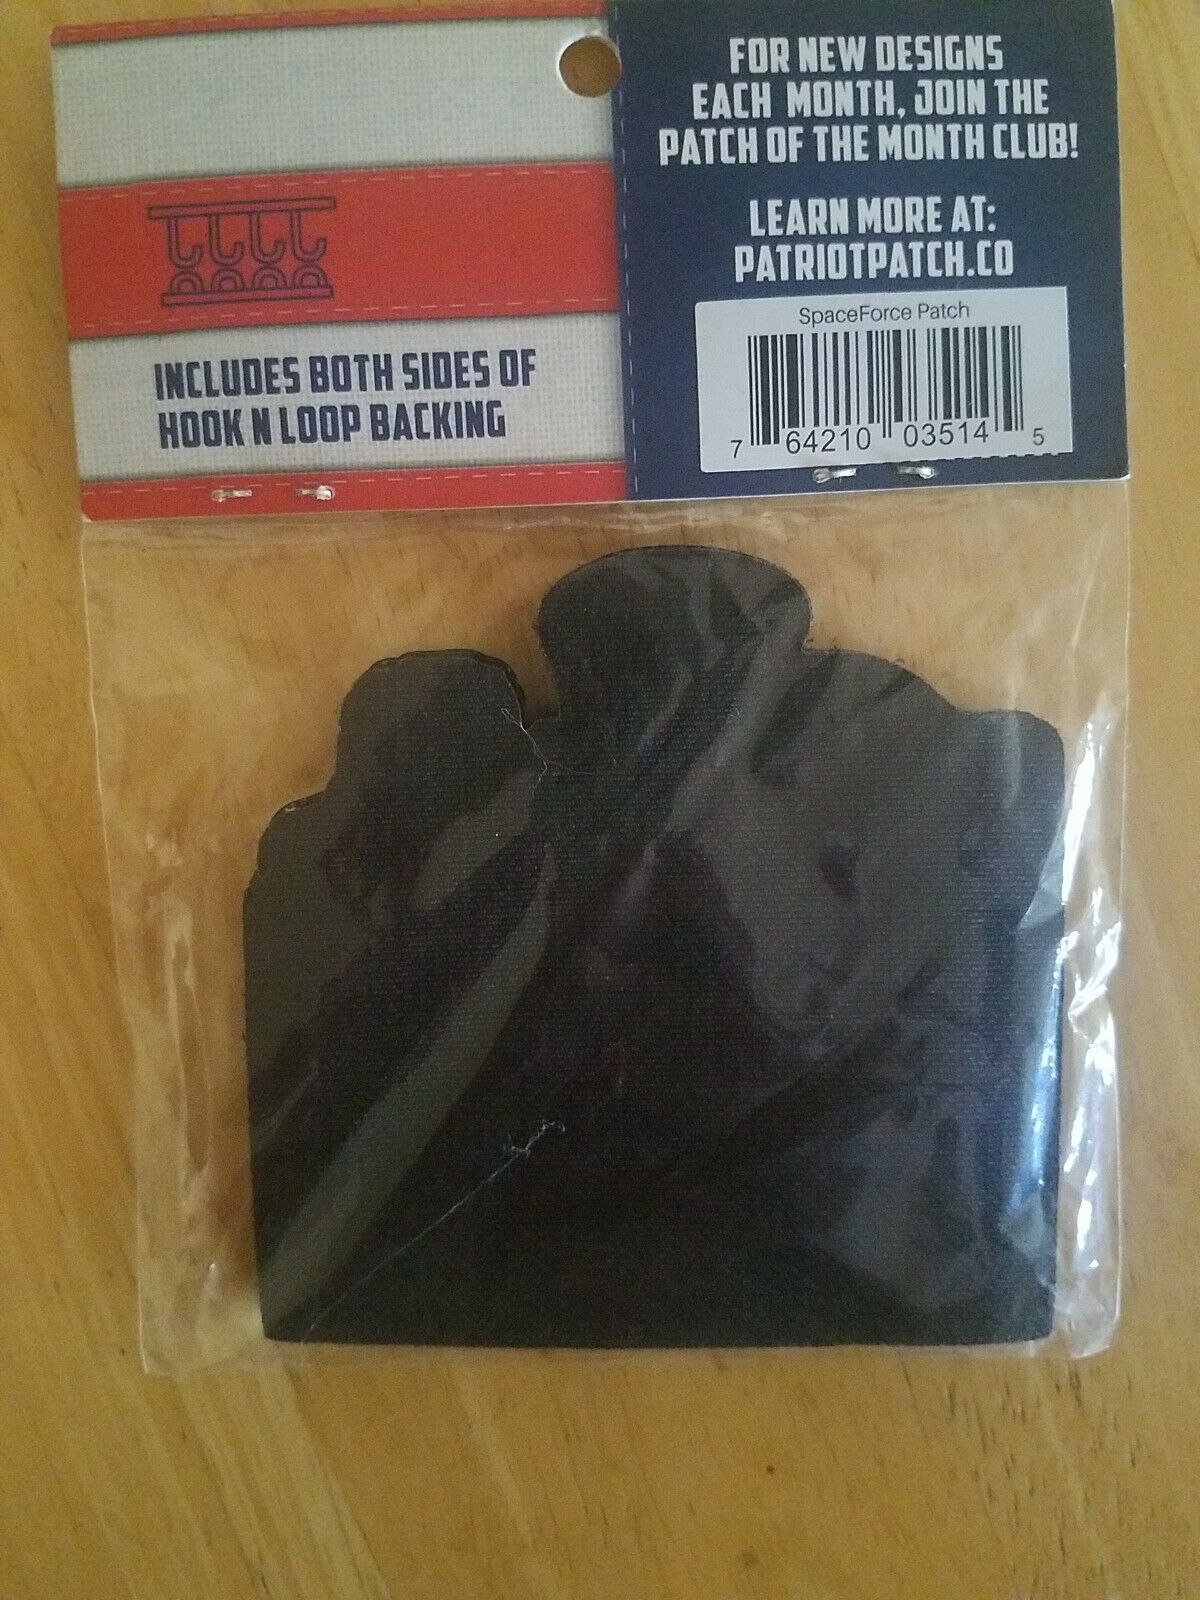 FOR NEW DESIGNS
EACH MONTH, JOIN THE
PATCH OF THE MONTH CLUB!
LEARN MORE AT:
PATRIOTPATCH.CO
SpaceForce Patch
7 64210 03514 5
INCLUDES BOTH SIDES OF
HOOK N LOOP BACKING